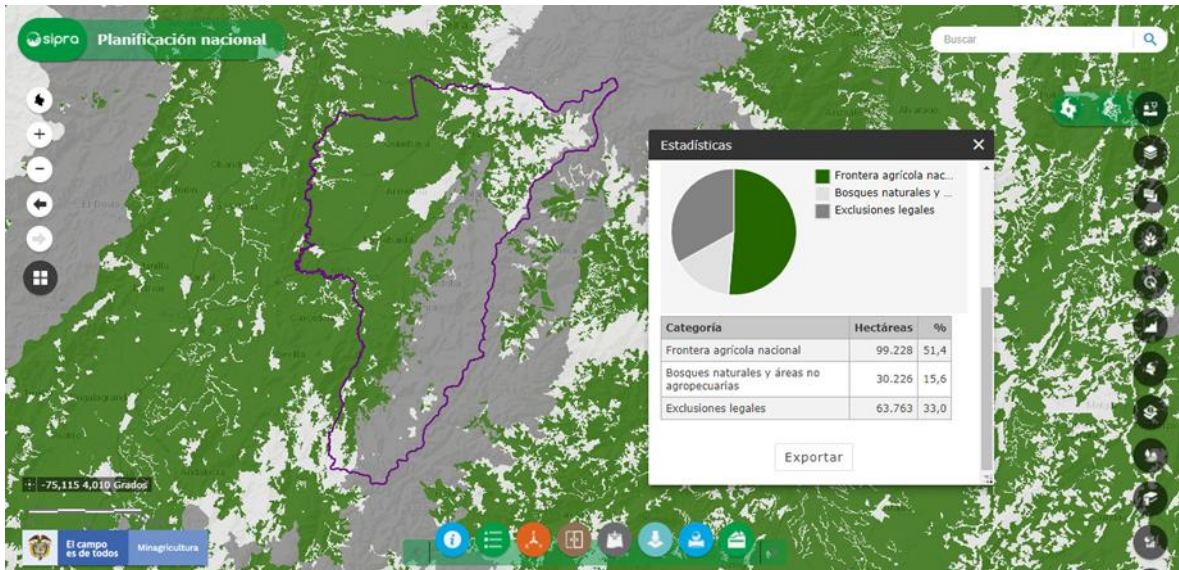 sipra
Planificación nacional
Buscar
Estadísticas
Frontera agrícola nac...
Bosques naturales y ...
Exclusiones legales
Categoría Hectáreas %
Frontera agrícola nacional 99.228 51,4
Bosques naturales y áreas no
agropecuarias 30.226 15,6
Exclusiones legales 63.763 33,0
Exportar
-75,115 4,010 Grados
El campo
es de todos
Minagricultura